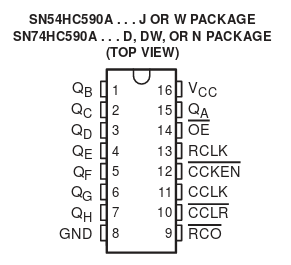 SN54HC590A . . . J OR W PACKAGE
SN74HC590A . . . D, DW, OR N PACKAGE
(TOP VIEW)
QB 1 16 VCC
QC 2 15 QA
QD 3 14 OE
QE 4 13 RCLK
QF 5 12 CCKEN
QG 6 11 CCLK
QH 7 10 CCLR
GND 8 9 RCO